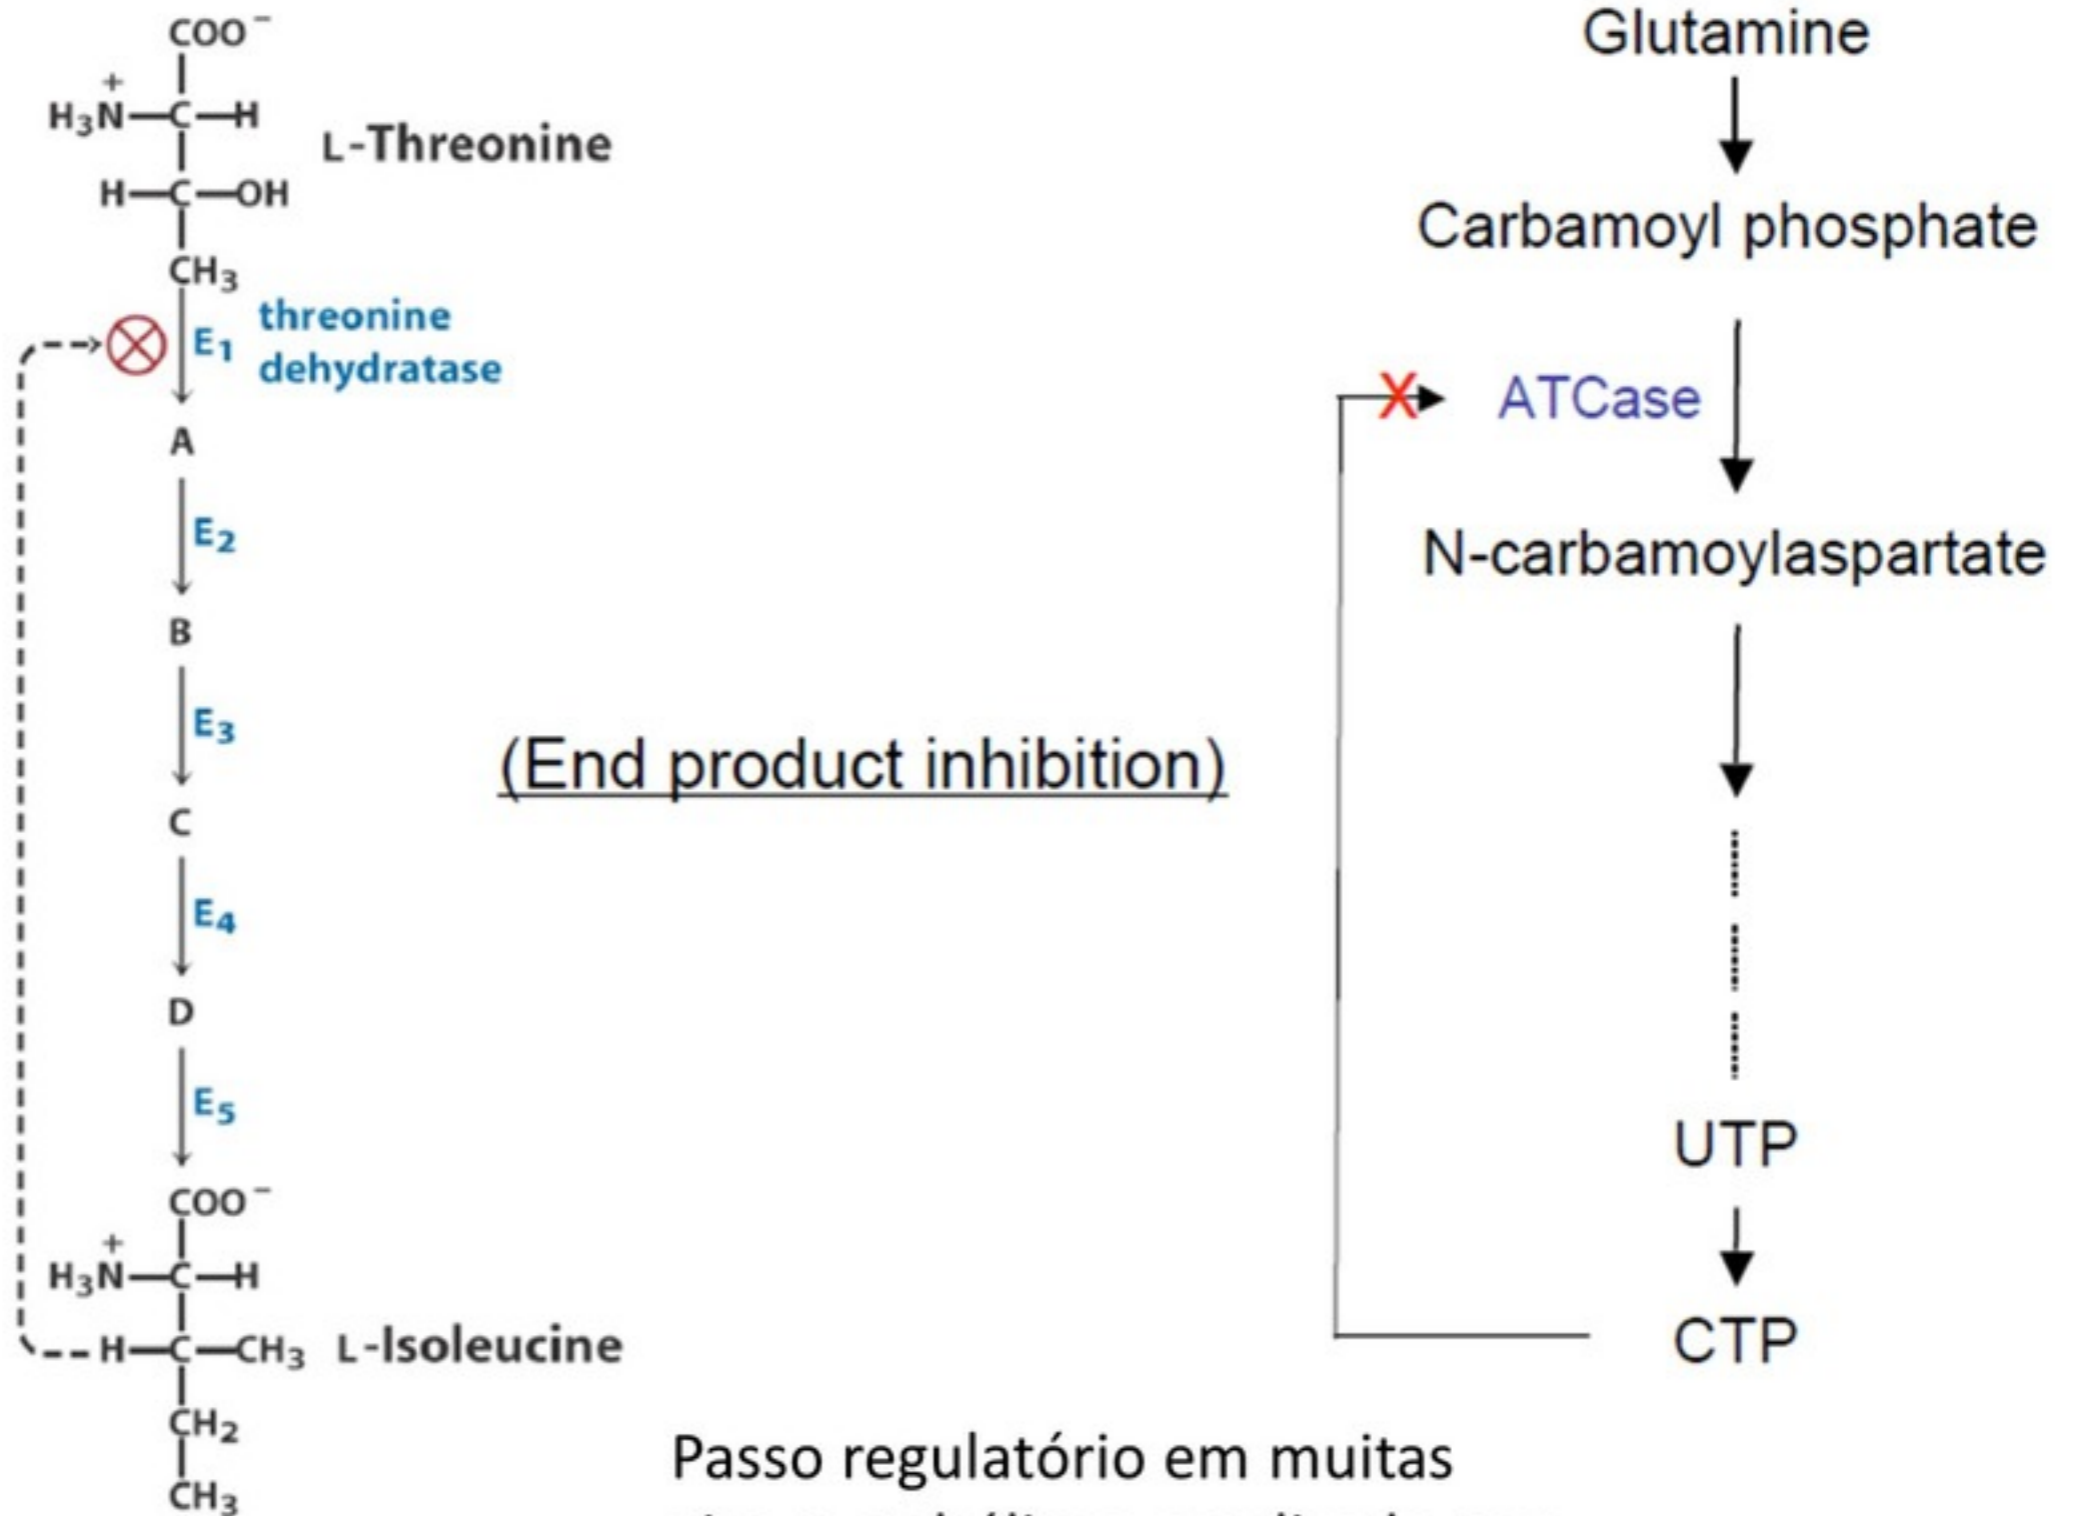 COO⁻
+
H₃N—C—H
L-Threonine
H—C—OH
CH₃
threonine
E₁
dehydratase
A
E₂
B
E₃
C
E₄
D
E₅
COO⁻
+
H₃N—C—H
H—C—CH₃ L-Isoleucine
CH₂
CH₃
(End product inhibition)
Glutamine
Carbamoyl phosphate
X ATCase
N-carbamoylaspartate
UTP
CTP
Passo regulatório em muitas